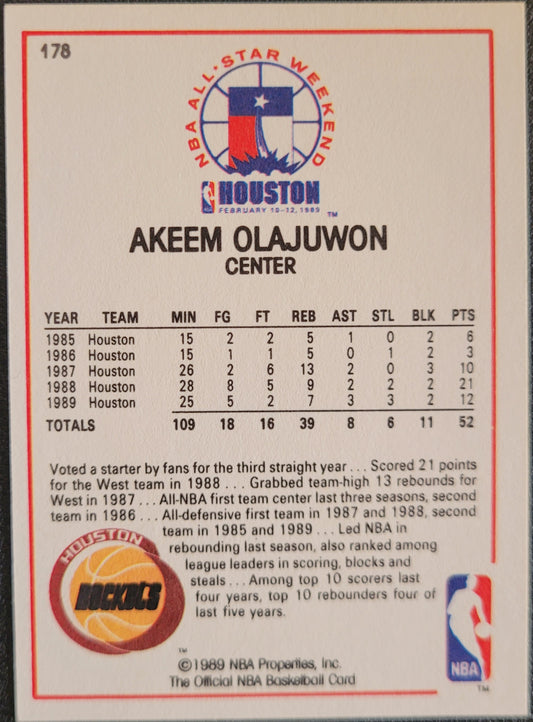 178
NBA ALL·STAR WEEKEND
HOUSTON
FEBRUARY 10-12, 1989
TM
AKEEM OLAJUWON
CENTER
YEAR TEAM MIN FG FT REB AST STL BLK PTS
1985 Houston 15 2 2 5 1 0 2 6
1986 Houston 15 1 1 5 0 1 2 3
1987 Houston 26 2 6 13 2 0 3 10
1988 Houston 28 8 5 9 2 2 2 21
1989 Houston 25 5 2 7 3 3 2 12
TOTALS 109 18 16 39 8 6 11 52
Voted a starter by fans for the third straight year . . . Scored 21 points
for the West team in 1988 . . . Grabbed team-high 13 rebounds for
West in 1987 . . . All-NBA first team center last three seasons, second
team in 1986 . . . All-defensive first team in 1987 and 1988, second
team in 1985 and 1989 . . . Led NBA in
rebounding last season, also ranked among
league leaders in scoring, blocks and
steals . . . Among top 10 scorers last
four years, top 10 rebounders four of
last five years.
HOUSTON
ROCKETS
TM
NBA
TM
©1989 NBA Properties, Inc.
The Official NBA Basketball Card